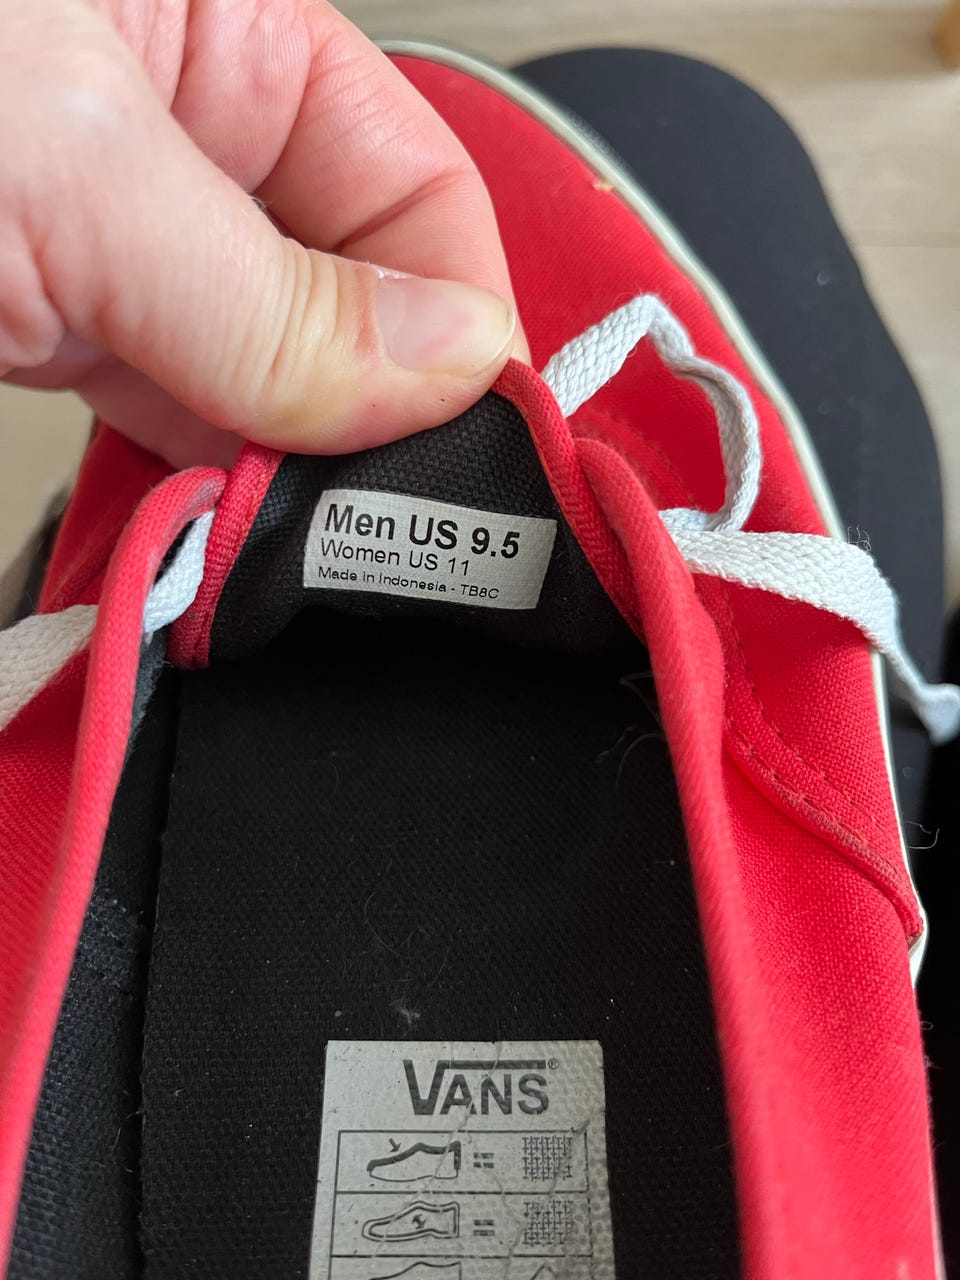 Men US 9.5
Women US 11
Made in Indonesia - TB8C
VANS®
=
=